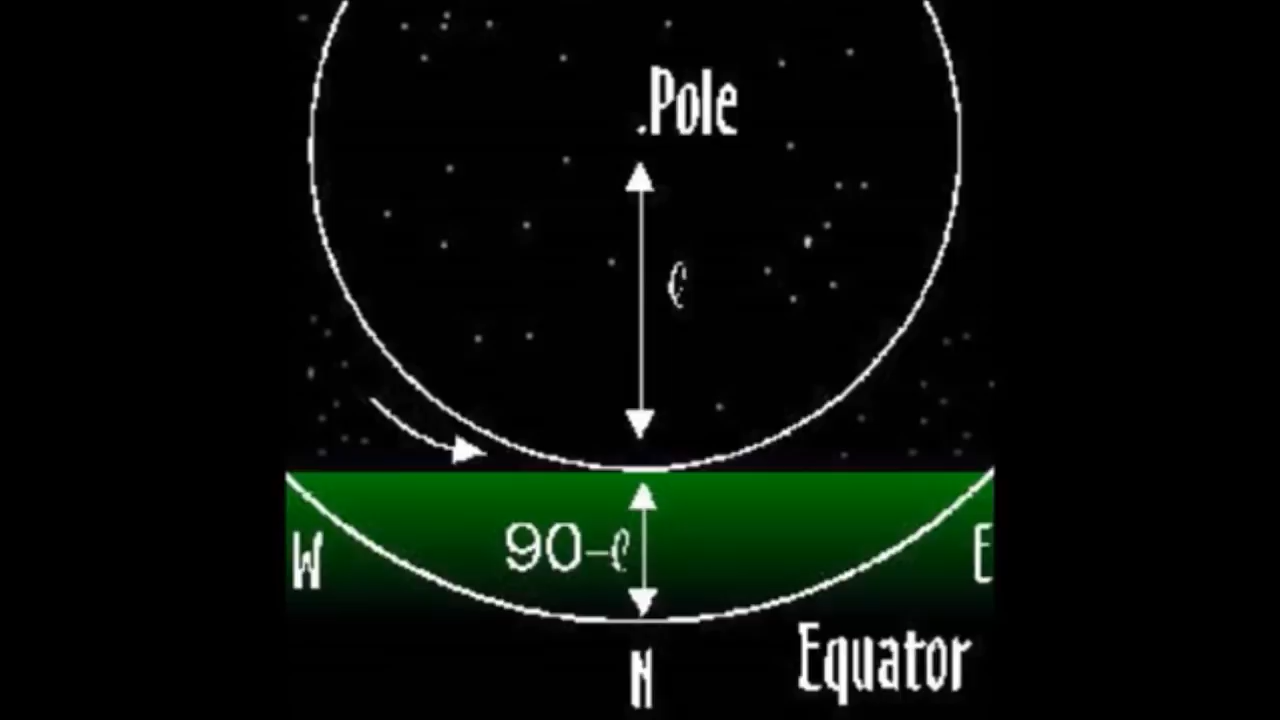 .Pole
ℓ
90-ℓ
W
E
N
Equator